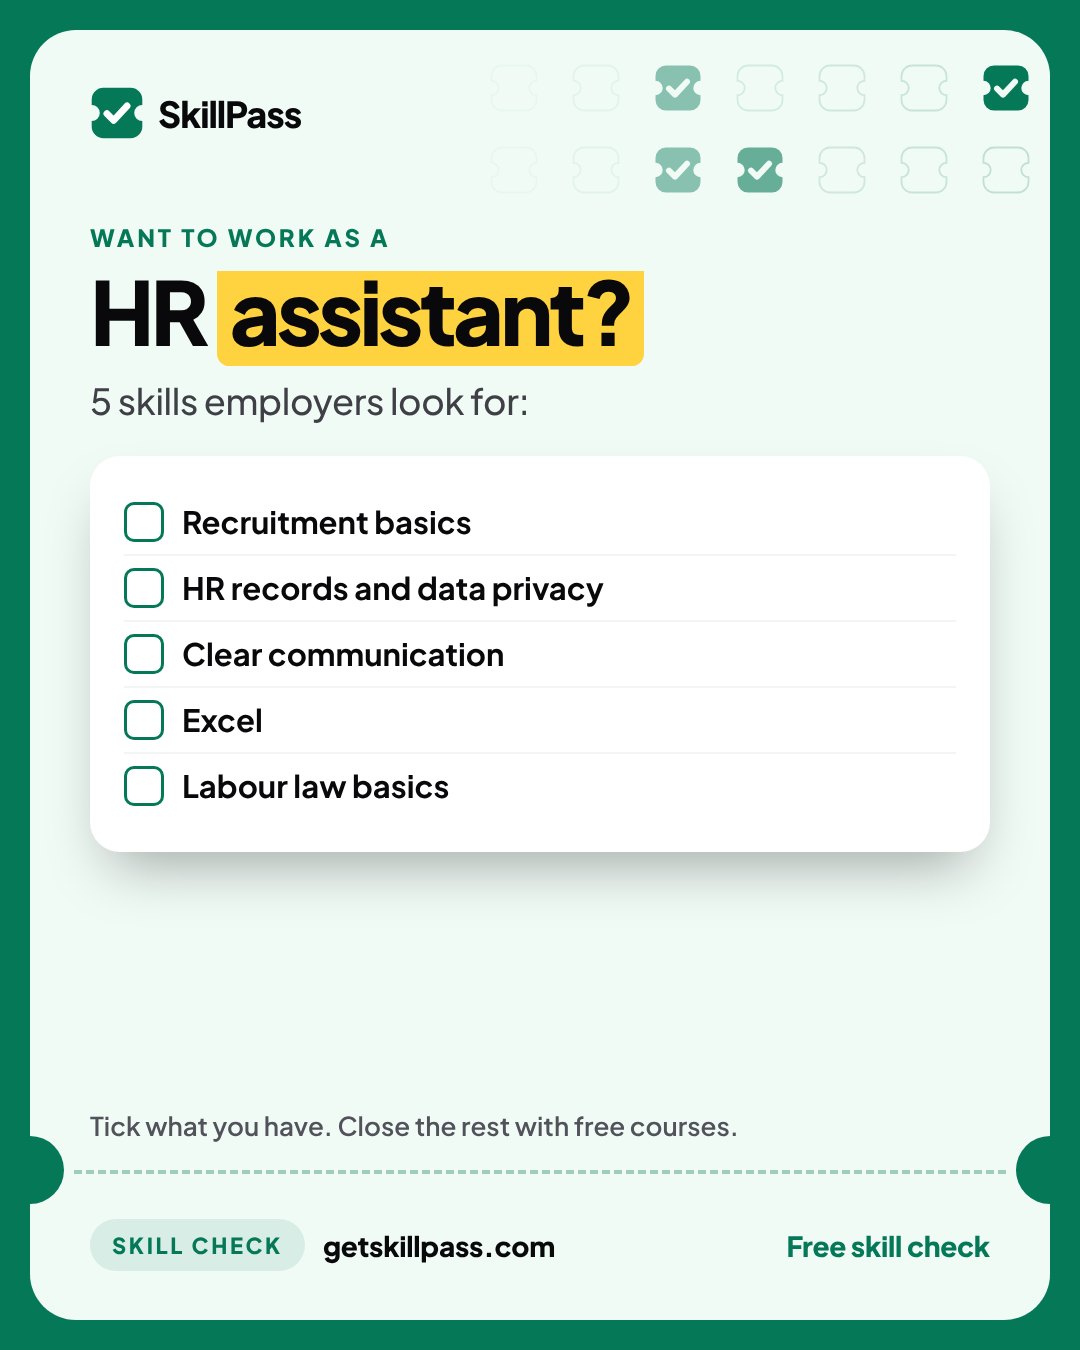 SkillPass
WANT TO WORK AS A
HR assistant?
5 skills employers look for:
Recruitment basics
HR records and data privacy
Clear communication
Excel
Labour law basics
Tick what you have. Close the rest with free courses.
SKILL CHECK getskillpass.com Free skill check